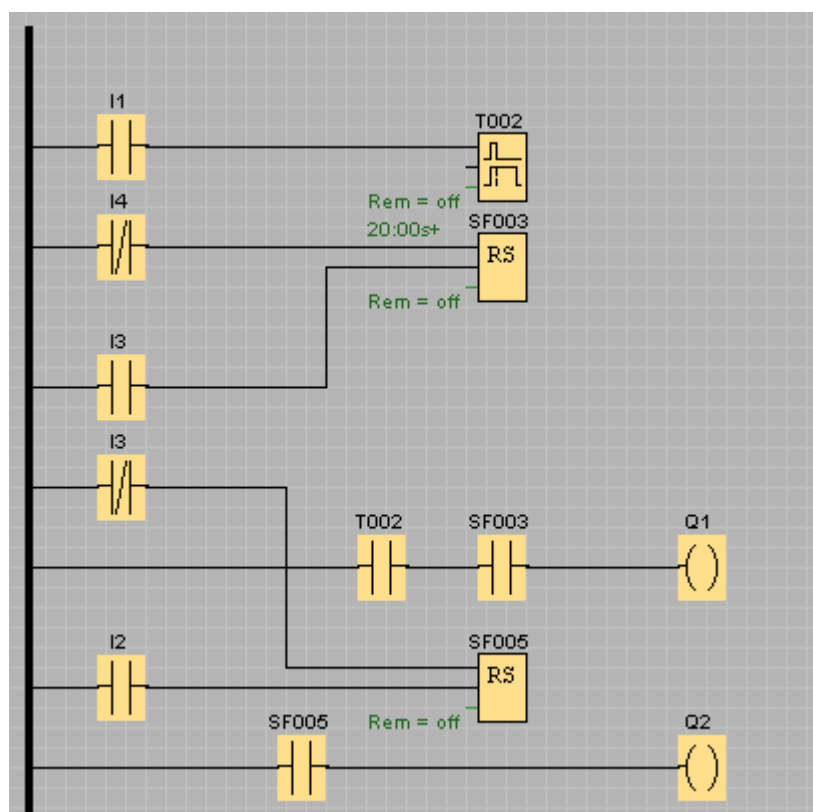 I1
T002
Rem = off
I4
20:00s+
SF003
RS
Rem = off
I3
I3
T002
SF003
Q1
I2
SF005
RS
SF005
Rem = off
Q2